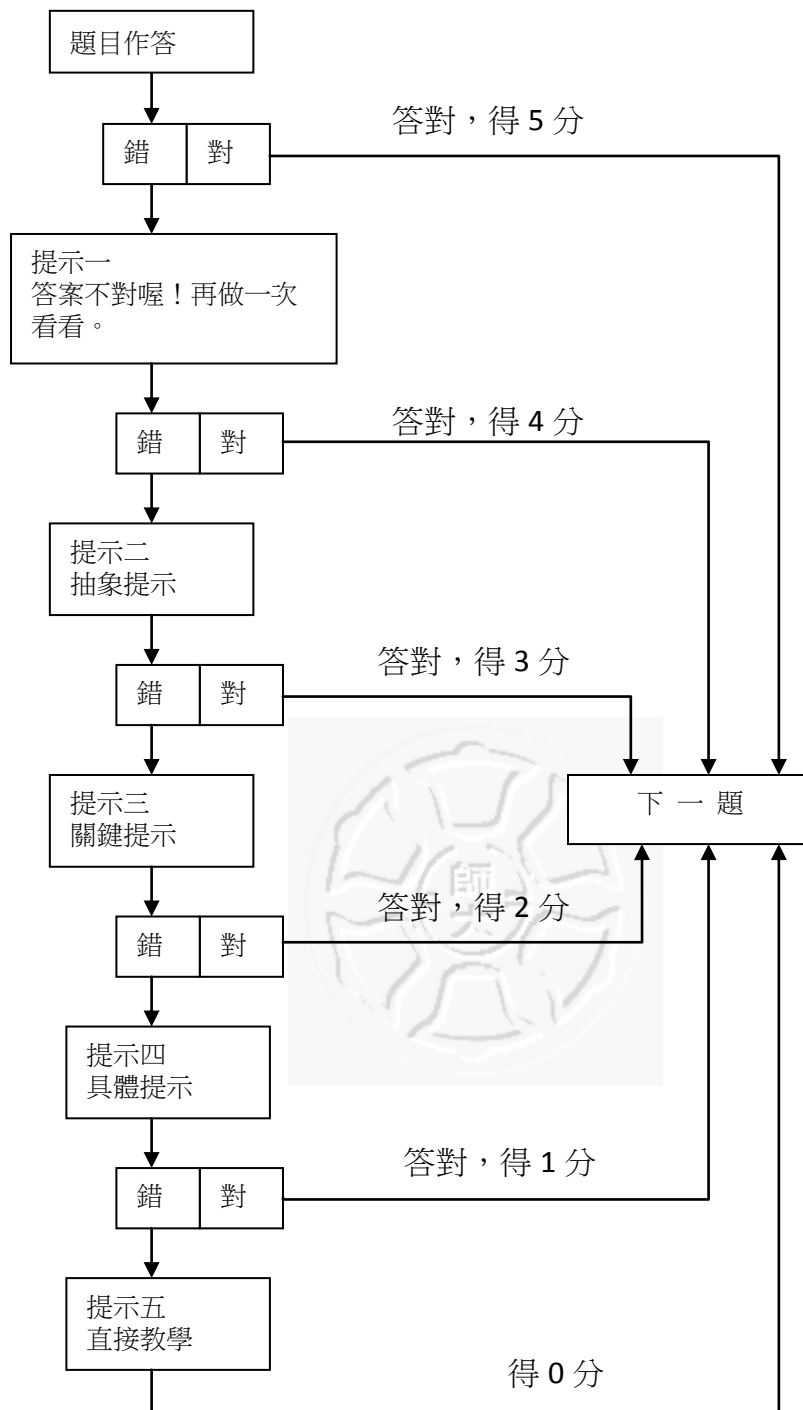 題目作答
答對，得 5 分
錯 對
提示一
答案不對喔！再做一次
看看。
答對，得 4 分
錯 對
提示二
抽象提示
答對，得 3 分
錯 對
提示三
關鍵提示
下 一 題
師大
答對，得 2 分
錯 對
提示四
具體提示
答對，得 1 分
錯 對
提示五
直接教學
得 0 分